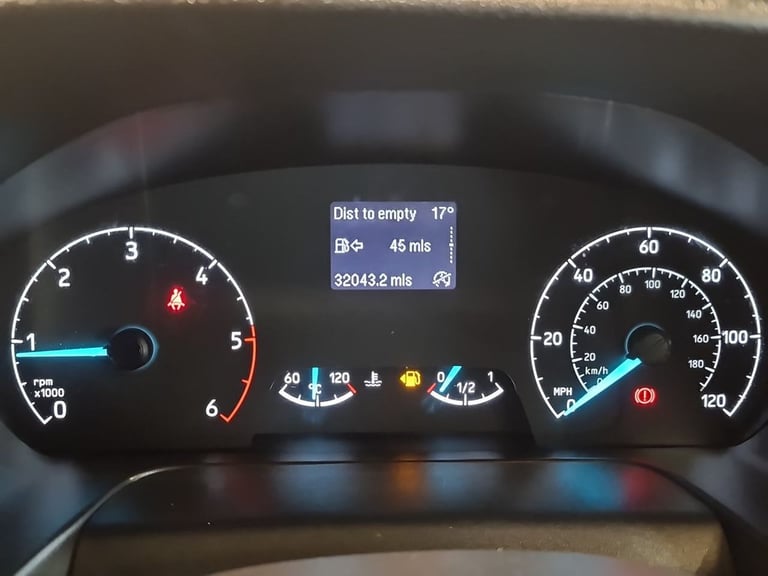 Dist to empty 17°
45 mls
32043.2 mls
0 1 2 3 4 5 6
rpm
x1000
60 °C 120
0 1/2 1
0 20 40 60 80 100 120
MPH
0 20 40 60 80 100 120 140 160 180
km/h